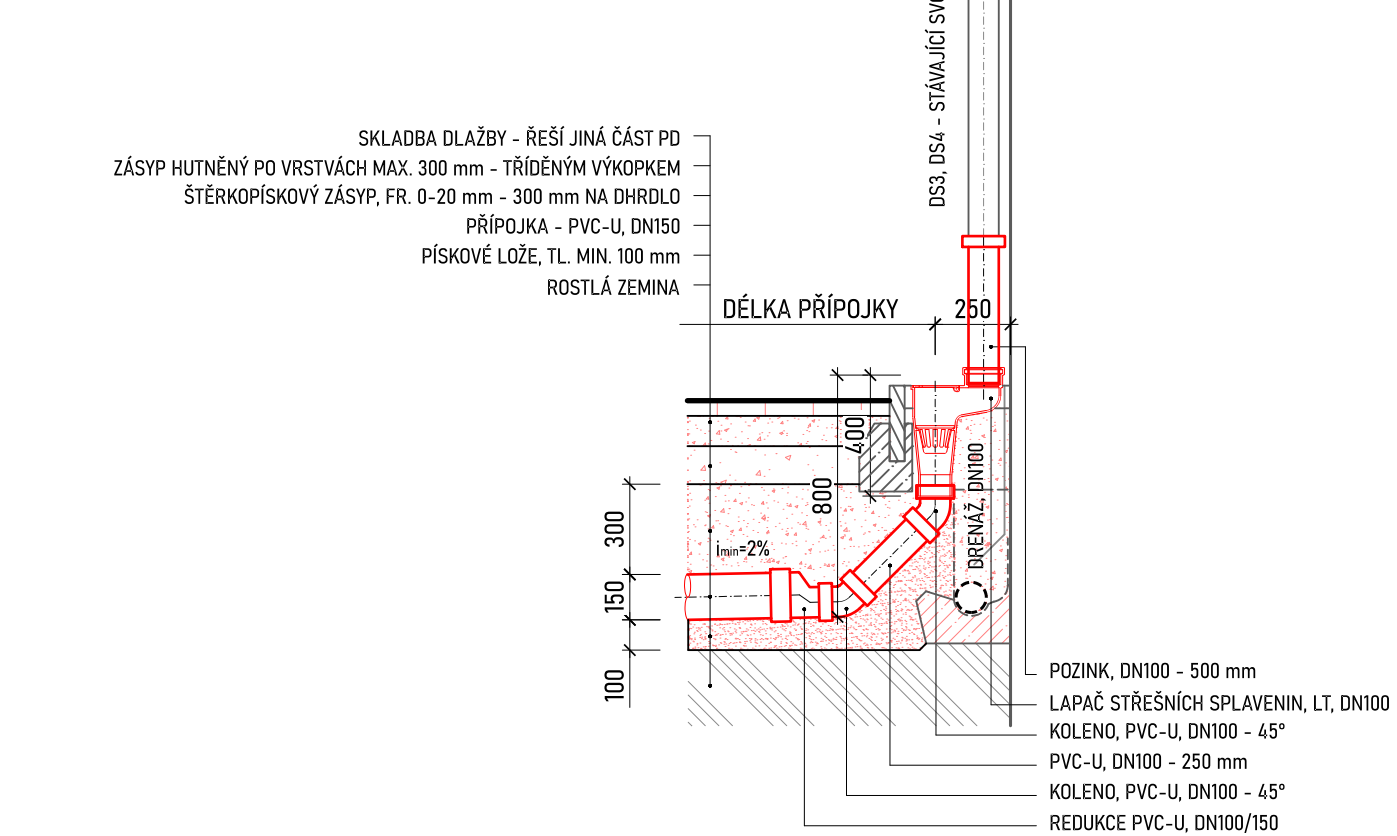 DS3, DS4 - STÁVAJÍCÍ
SKLADBA DLAŽBY - ŘEŠÍ JINÁ ČÁST PD
ZÁSYP HUTNĚNÝ PO VRSTVÁCH MAX. 300 mm - TŘÍDĚNÝM VÝKOPKEM
ŠTĚRKOPÍSKOVÝ ZÁSYP, FR. 0-20 mm - 300 mm NA DHRDLO
PŘÍPOJKA - PVC-U, DN150
PÍSKOVÉ LOŽE, TL. MIN. 100 mm
ROSTLÁ ZEMINA
DÉLKA PŘÍPOJKY
250
400
800
300
150
100
imin=2%
DRENÁŽ, DN100
POZINK, DN100 - 500 mm
LAPAČ STŘEŠNÍCH SPLAVENIN, LT, DN100
KOLENO, PVC-U, DN100 - 45°
PVC-U, DN100 - 250 mm
KOLENO, PVC-U, DN100 - 45°
REDUKCE PVC-U, DN100/150